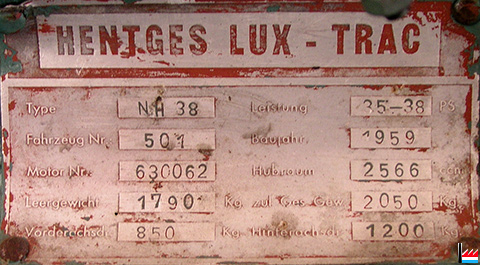 HENTGES LUX - TRAC
Type NH 38 Leistung 35-38 PS
Fahrzeug Nr. 501 Baujahr. 1959
Motor Nr. 630062 Hubraum 2566 cm
Leergewicht 1790 Kg. zul Ges Gew. 2050 Kg.
Vorderachsdr. 850 Kg Hinterachsdr. 1200 Kg